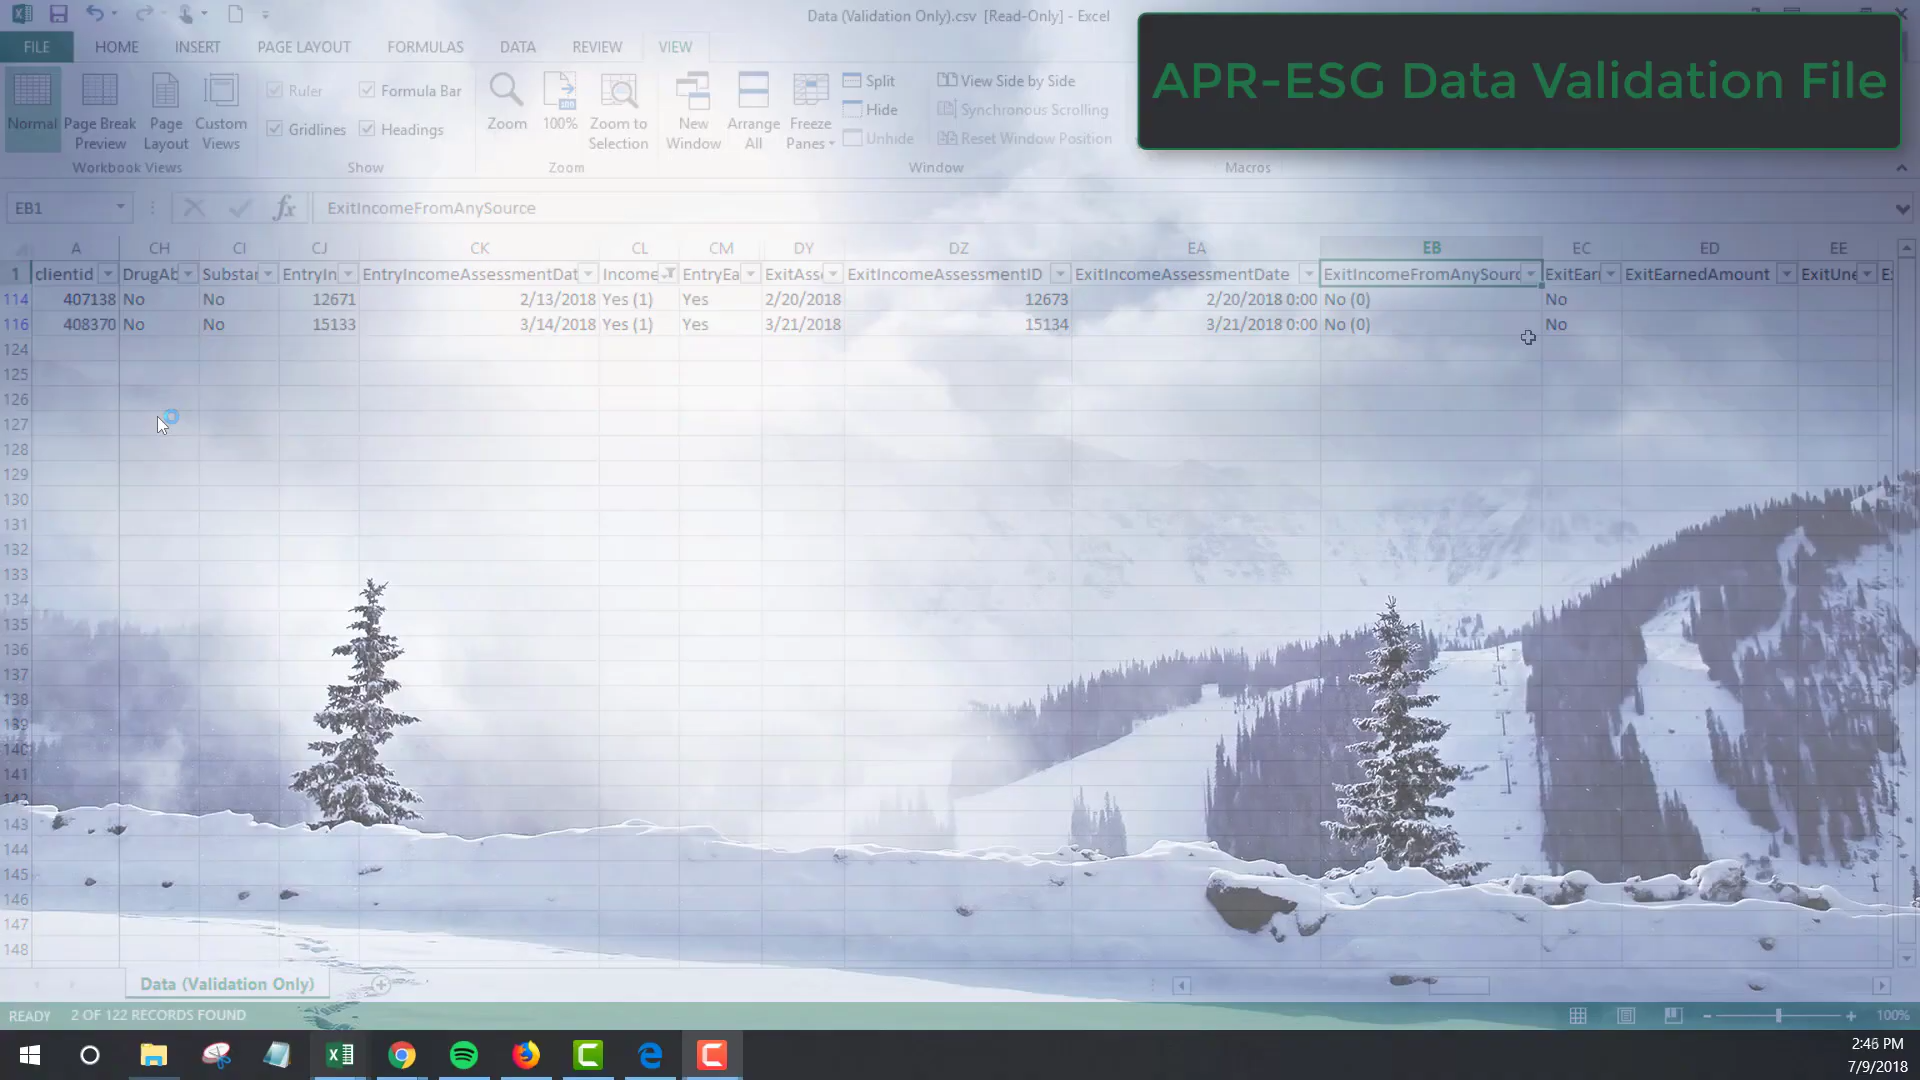 Data (Validation Only).csv [Read-Only] - Excel
APR-ESG Data Validation File
FILE HOME INSERT PAGE LAYOUT FORMULAS DATA REVIEW VIEW
Normal
Page Break Preview
Page Layout
Custom Views
Workbook Views
Ruler
Formula Bar
Gridlines
Headings
Show
Zoom
100%
Zoom to Selection
Zoom
New Window
Arrange All
Freeze Panes
Split
Hide
Unhide
View Side by Side
Synchronous Scrolling
Reset Window Position
Window
Macros
EB1 fx ExitIncomeFromAnySource
A CH CI CJ CK CL CM DY DZ EA EB EC ED EE
1 clientid DrugAb Substar EntryIn EntryIncomeAssessmentDat Income EntryEa ExitAss ExitIncomeAssessmentID ExitIncomeAssessmentDate ExitIncomeFromAnySourc ExitEarn ExitEarnedAmount ExitUne E
114 407138 No No 12671 2/13/2018 Yes (1) Yes 2/20/2018 12673 2/20/2018 0:00 No (0) No
116 408370 No No 15133 3/14/2018 Yes (1) Yes 3/21/2018 15134 3/21/2018 0:00 No (0) No
124
125
126
127
128
129
130
131
132
133
134
135
136
137
138
139
140
141
142
143
144
145
146
147
148
Data (Validation Only)
READY 2 OF 122 RECORDS FOUND 100%
2:46 PM
7/9/2018